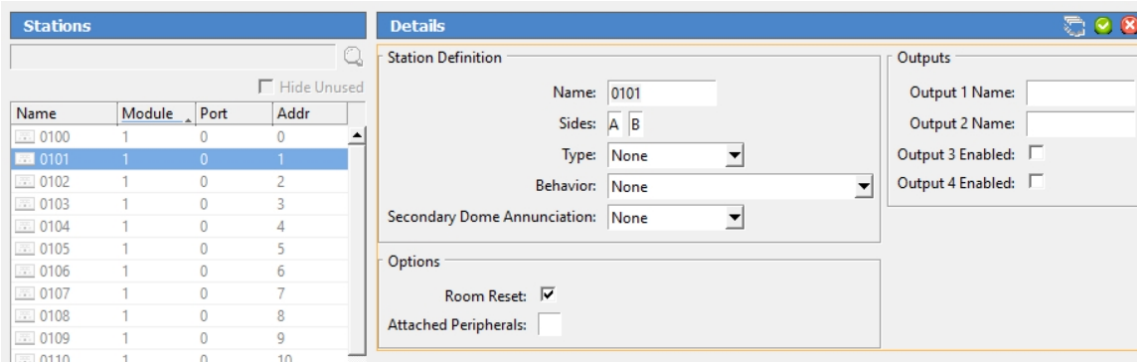 Stations
Hide Unused
Name Module Port Addr
0100 1 0 0
0101 1 0 1
0102 1 0 2
0103 1 0 3
0104 1 0 4
0105 1 0 5
0106 1 0 6
0107 1 0 7
0108 1 0 8
0109 1 0 9
0110 1 0 10
Details
Station Definition
Name: 0101
Sides: A B
Type: None
Behavior: None
Secondary Dome Annunciation: None
Options
Room Reset:
Attached Peripherals:
Outputs
Output 1 Name:
Output 2 Name:
Output 3 Enabled:
Output 4 Enabled: